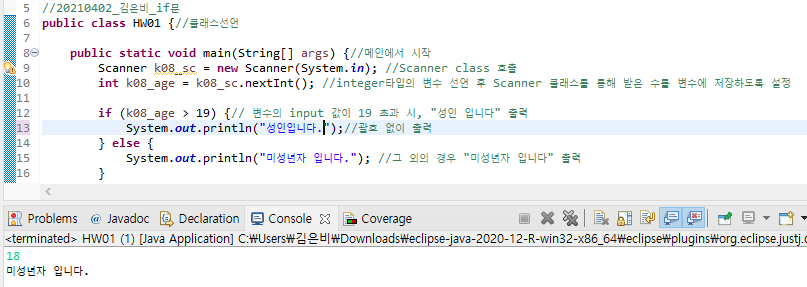 5 //20210402_김은비_if문
6 public class HW01 {//클래스선언
7
8 public static void main(String[] args) {//메인에서 시작
9 Scanner k08_sc = new Scanner(System.in); //Scanner class 호출
10 int k08_age = k08_sc.nextInt(); //integer타입의 변수 선언 후 Scanner 클래스를 통해 받은 수를 변수에 저장하도록 설정
11
12 if (k08_age > 19) {// 변수의 input 값이 19 초과 시, "성인 입니다" 출력
13 System.out.println("성인입니다.");//괄호 없이 출력
14 } else {
15 System.out.println("미성년자 입니다."); //그 외의 경우 "미성년자 입니다" 출력
16 }
Problems @ Javadoc Declaration Console Coverage
<terminated> HW01 (1) [Java Application] C:₩Users₩김은비₩Downloads₩eclipse-java-2020-12-R-win32-x86_64₩eclipse₩plugins₩org.eclipse.justj.o
18
미성년자 입니다.